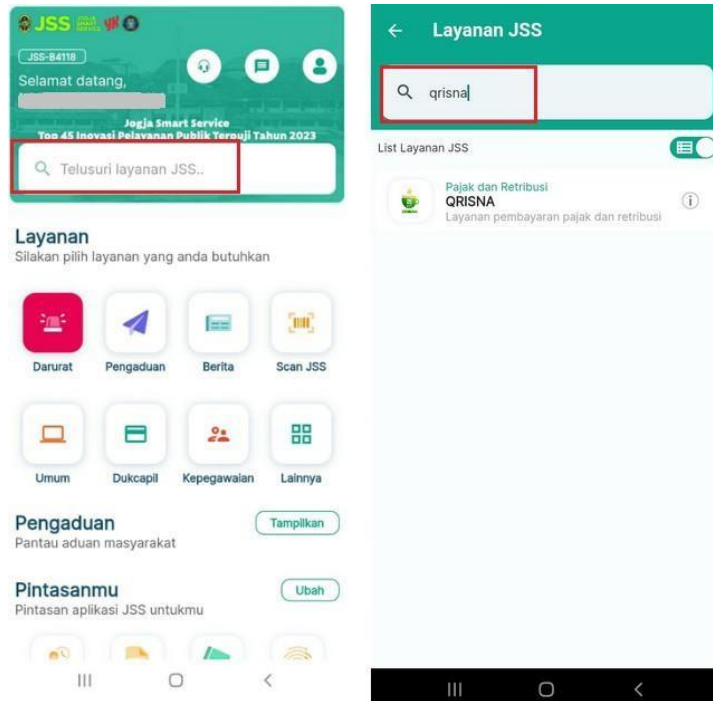 JSS JOGJA SMART SERVICE
JSS-B4118
Selamat datang,
Jogja Smart Service
Top 45 Inovasi Pelayanan Publik Terpuji Tahun 2023
Telusuri layanan JSS..
Layanan
Silakan pilih layanan yang anda butuhkan
Darurat
Pengaduan
Berita
Scan JSS
Umum
Dukcapil
Kepegawaian
Lainnya
Pengaduan
Tampilkan
Pantau aduan masyarakat
Pintasanmu
Ubah
Pintasan aplikasi JSS untukmu
Layanan JSS
qrisna
List Layanan JSS
Pajak dan Retribusi
QRISNA
Layanan pembayaran pajak dan retribusi